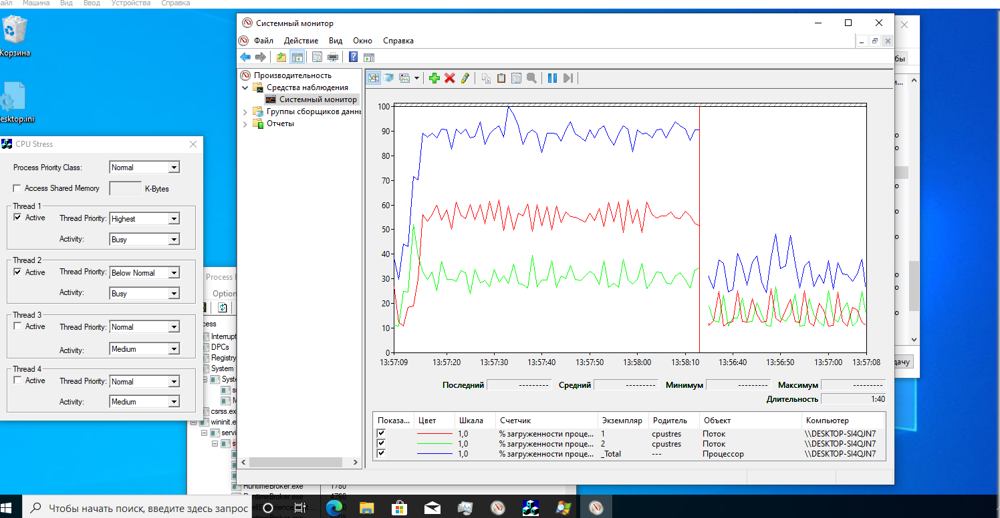 айл Машина Вид Ввод Устройства Справка
Корзина
esktop.ini
CPU Stress
Process Priority Class: Normal
Access Shared Memory K-Bytes
Thread 1
Active Thread Priority: Highest
Activity: Busy
Thread 2
Active Thread Priority: Below Normal
Activity: Busy
Thread 3
Active Thread Priority: Normal
Activity: Medium
Thread 4
Active Thread Priority: Normal
Activity: Medium
Process E
Option
cess
Interrupt
DPCs
Registry
System
Syste
csrss.ex
wininit.e
servi
RuntimeBroker.exe 1780
ntimeBroker.exe 4760
Системный монитор
Файл Действие Вид Окно Справка
Производительность
Средства наблюдения
Системный монитор
Группы сборщиков данн
Отчеты
100
90
80
70
60
50
40
30
20
10
0
13:57:09 13:57:20 13:57:30 13:57:40 13:57:50 13:58:00 13:58:10 13:56:40 13:56:50 13:57:00 13:57:08
Последний --------- Средний --------- Минимум --------- Максимум ---------
Длительность 1:40
Показа... Цвет Шкала Счетчик Экземпляр Родитель Объект Компьютер
1,0 % загруженности проце... 1 cpustres Поток \\DESKTOP-SI4QJN7
1,0 % загруженности проце... 2 cpustres Поток \\DESKTOP-SI4QJN7
1,0 % загруженности проце... _Total --- Процессор \\DESKTOP-SI4QJN7
бы
дачу
Чтобы начать поиск, введите здесь запрос